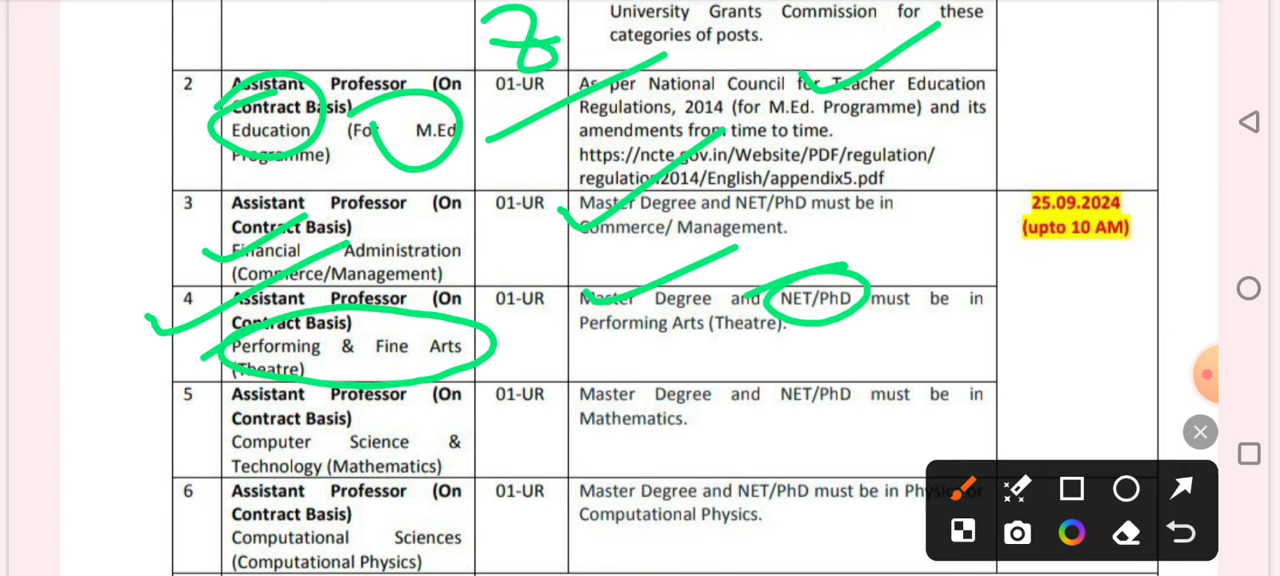 University Grants Commission for these
categories of posts.
2 Assistant Professor (On 01-UR As per National Council for Teacher Education
Contract Basis) Regulations, 2014 (for M.Ed. Programme) and its
Education (For M.Ed amendments from time to time.
Programme) https://ncte.gov.in/Website/PDF/regulation/
regulation2014/English/appendix5.pdf
3 Assistant Professor (On 01-UR Master Degree and NET/PhD must be in 25.09.2024
Contract Basis) Commerce/ Management. (upto 10 AM)
Financial Administration
(Commerce/Management)
4 Assistant Professor (On 01-UR Master Degree and NET/PhD must be in
Contract Basis) Performing Arts (Theatre).
Performing & Fine Arts
(Theatre)
5 Assistant Professor (On 01-UR Master Degree and NET/PhD must be in
Contract Basis) Mathematics.
Computer Science &
Technology (Mathematics)
6 Assistant Professor (On 01-UR Master Degree and NET/PhD must be in Physics or
Contract Basis) Computational Physics.
Computational Sciences
(Computational Physics)